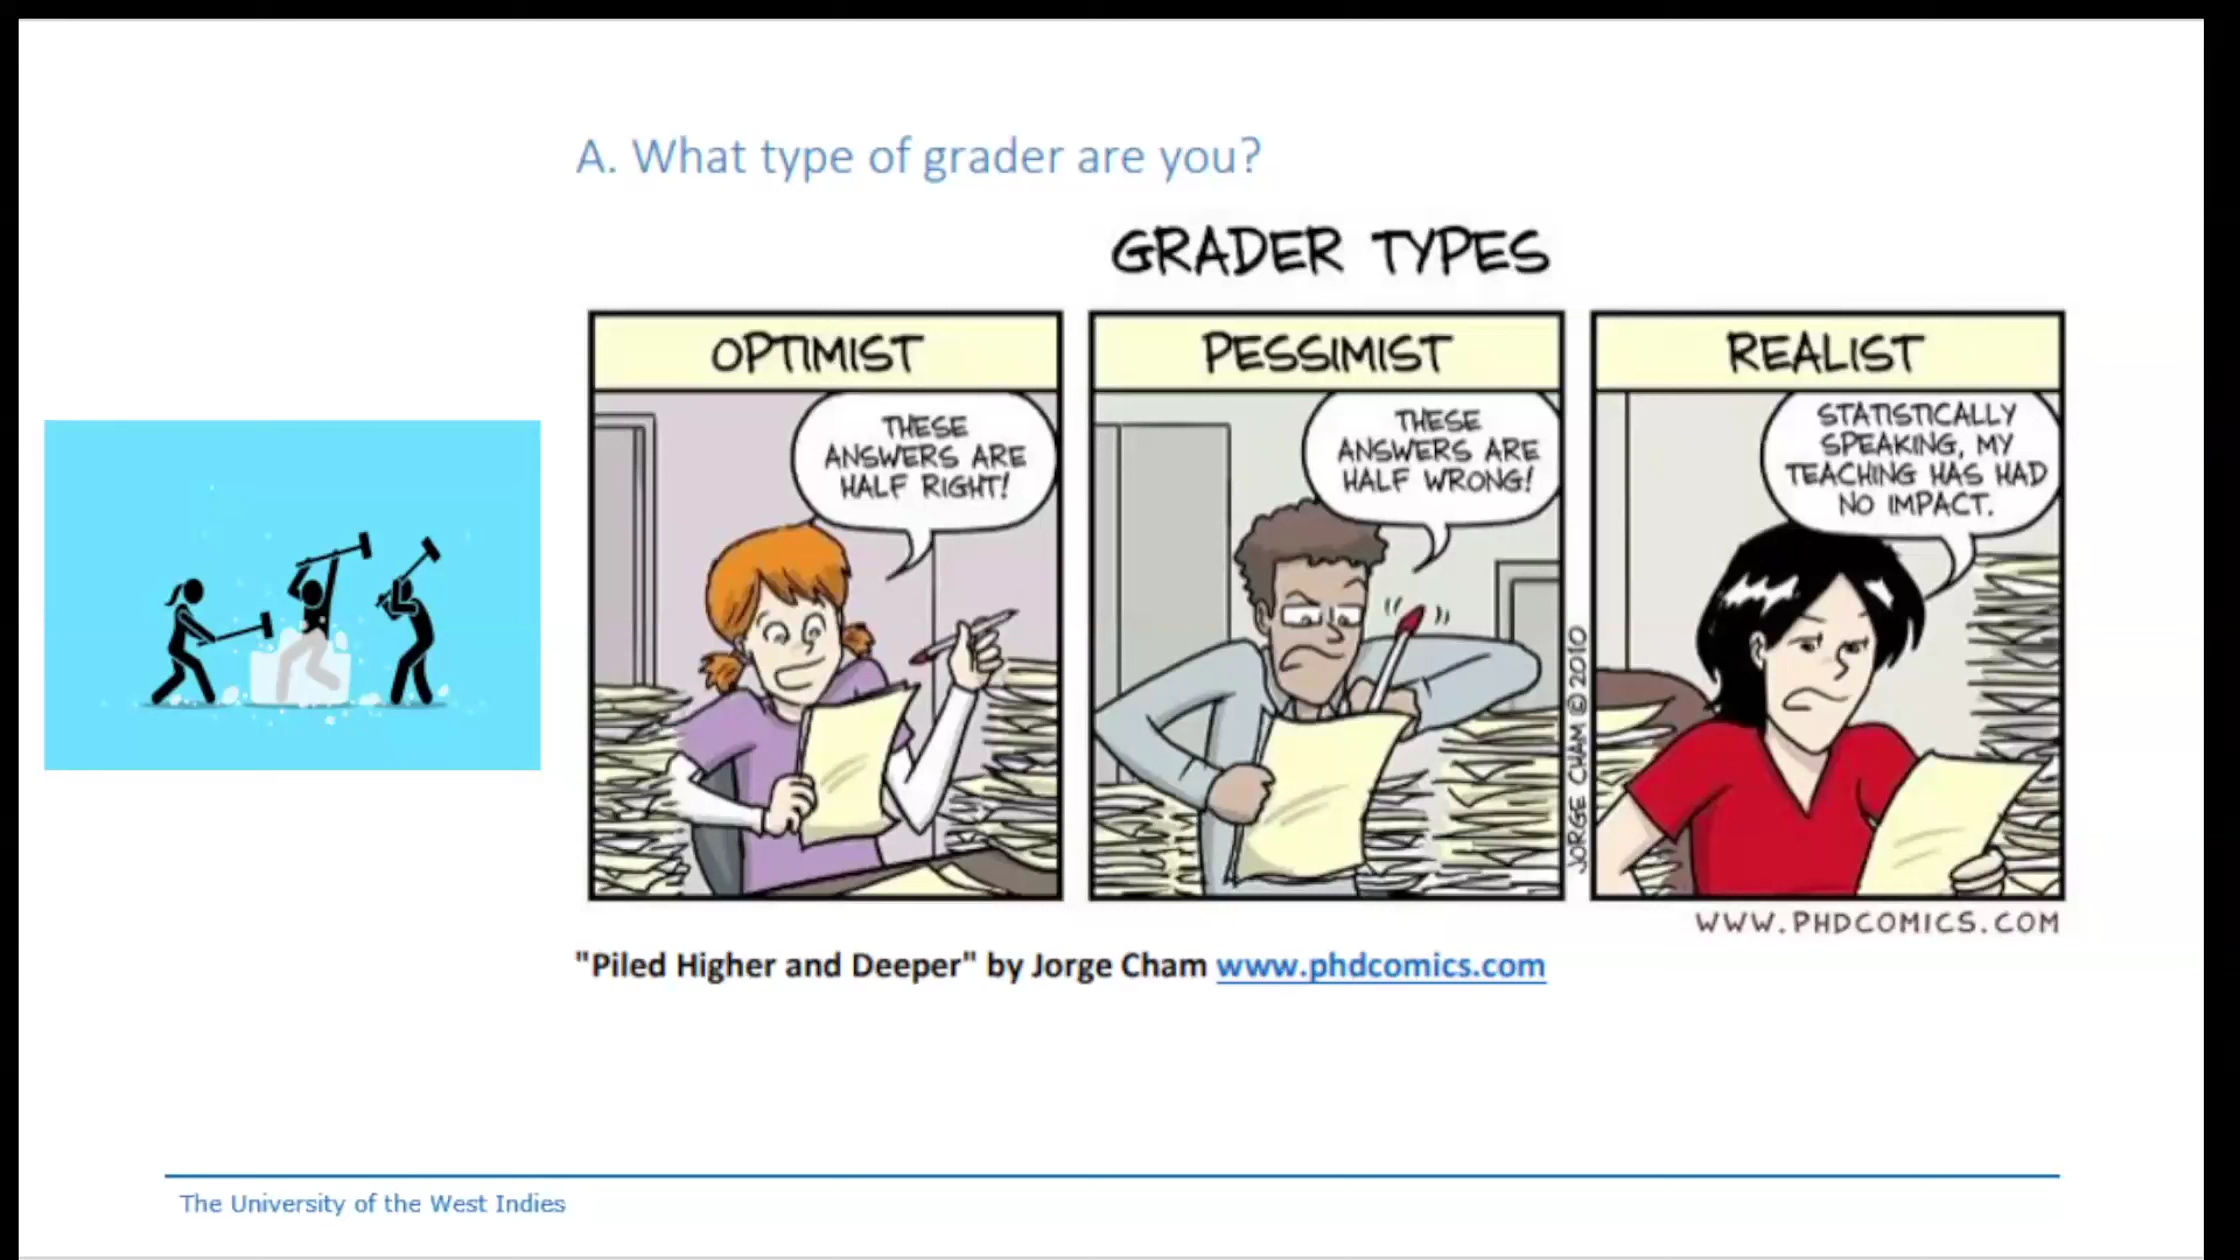 A. What type of grader are you?
GRADER TYPES
OPTIMIST
THESE
ANSWERS ARE
HALF RIGHT!
PESSIMIST
THESE
ANSWERS ARE
HALF WRONG!
REALIST
STATISTICALLY
SPEAKING, MY
TEACHING HAS HAD
NO IMPACT.
JORGE CHAM © 2010
WWW.PHDCOMICS.COM
"Piled Higher and Deeper" by Jorge Cham www.phdcomics.com
The University of the West Indies